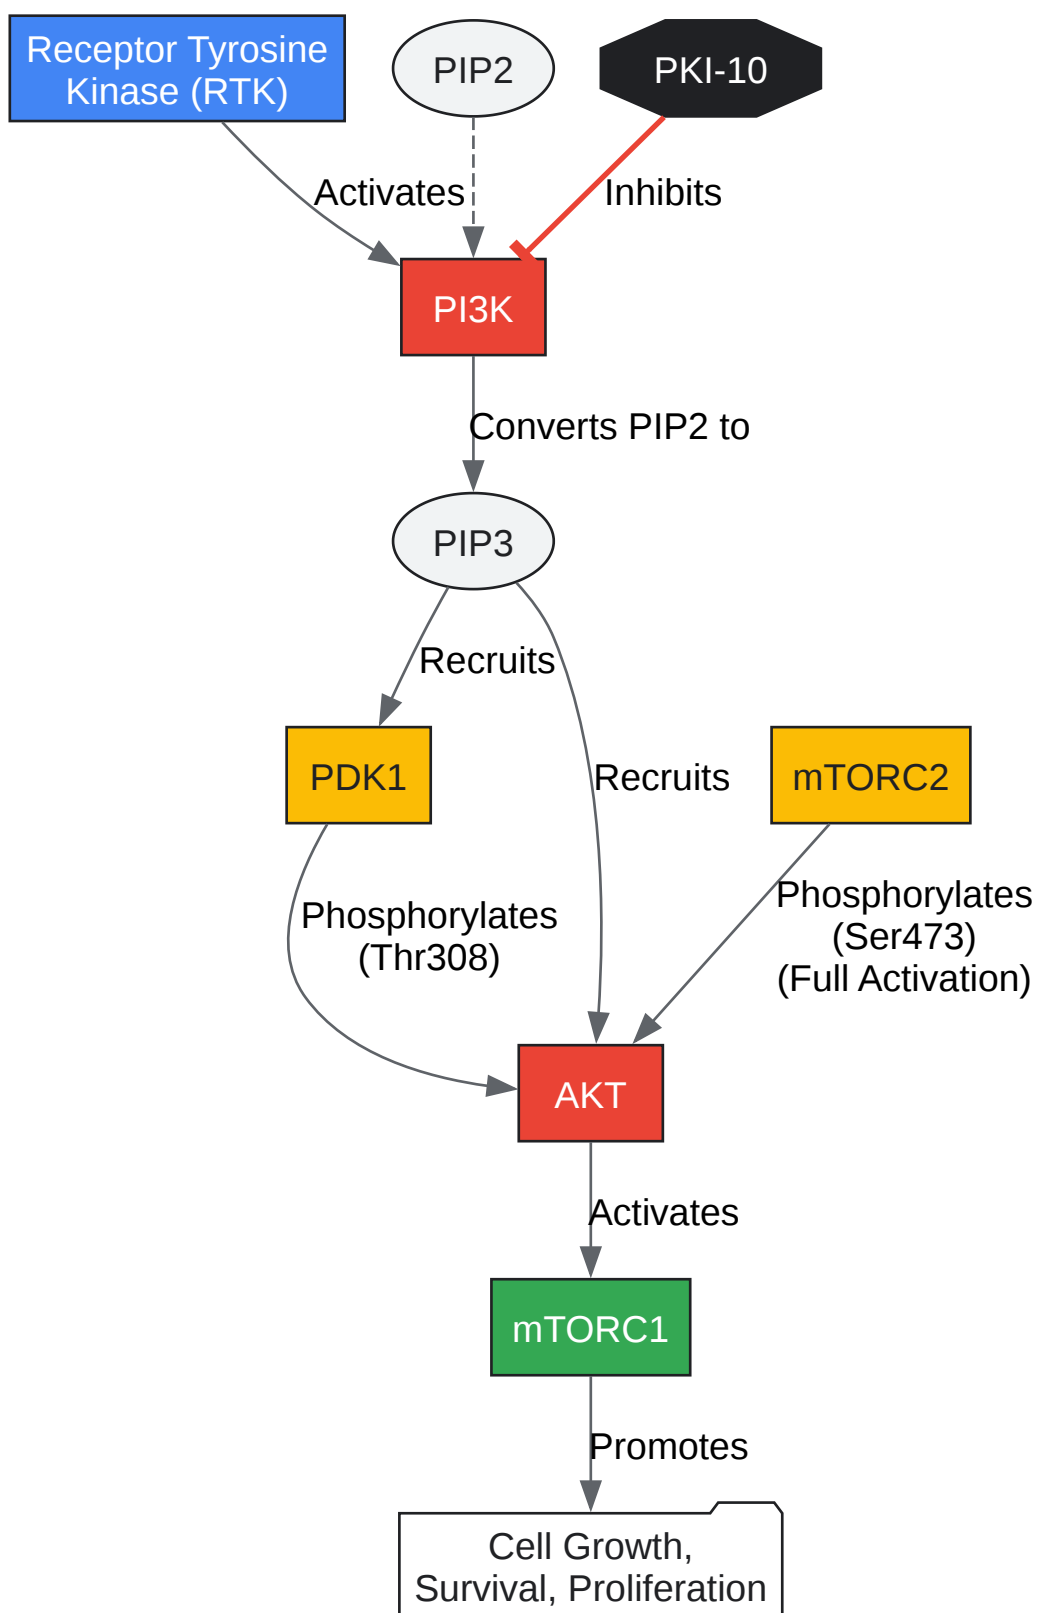 Receptor Tyrosine
Kinase (RTK)
PIP2
PKI-10
Activates
Inhibits
PI3K
Converts PIP2 to
PIP3
Recruits
PDK1
Recruits
mTORC2
Phosphorylates
(Thr308)
Phosphorylates
(Ser473)
(Full Activation)
AKT
Activates
mTORC1
Promotes
Cell Growth,
Survival, Proliferation